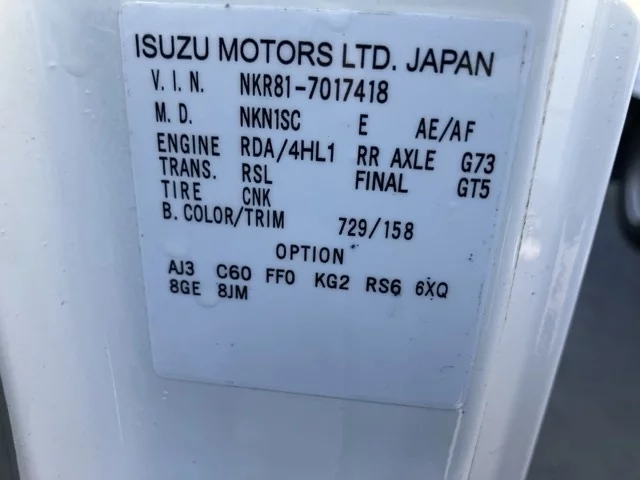 ISUZU MOTORS LTD. JAPAN
V. I. N. NKR81-7017418
M. D. NKN1SC E AE/AF
ENGINE RDA/4HL1 RR AXLE G73
TRANS. RSL FINAL GT5
TIRE CNK
B. COLOR/TRIM 729/158
OPTION
AJ3 C60 FF0 KG2 RS6 6XQ
8GE 8JM